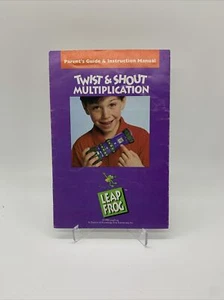 Parent's Guide & Instruction Manual
TWIST & SHOUT
MULTIPLICATION
LEAP
FROG